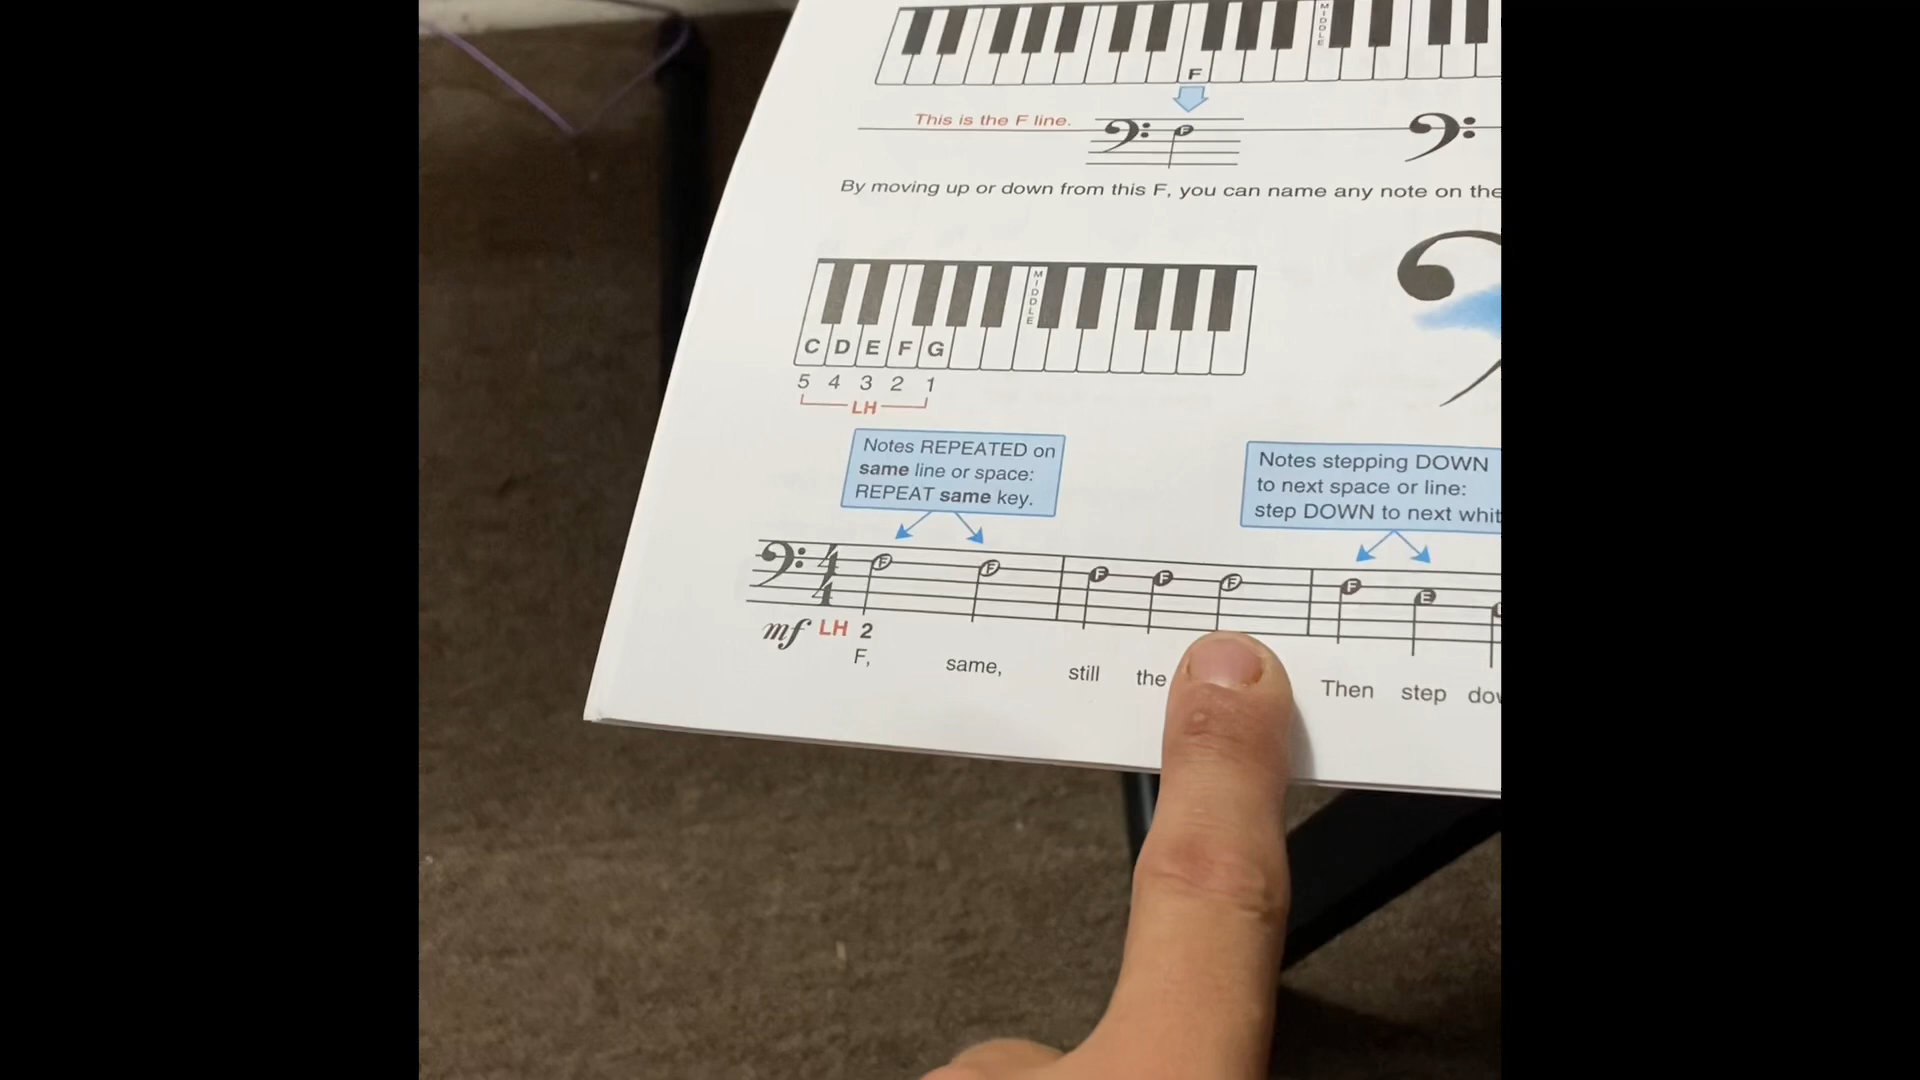 MIDDLE
F
This is the F line.
F
By moving up or down from this F, you can name any note on the
MIDDLE
C D E F G
5 4 3 2 1
LH
Notes REPEATED on
same line or space:
REPEAT same key.
Notes stepping DOWN
to next space or line:
step DOWN to next whit
4
4
F F F F F F E
mf LH 2
F, same, still the Then step dow